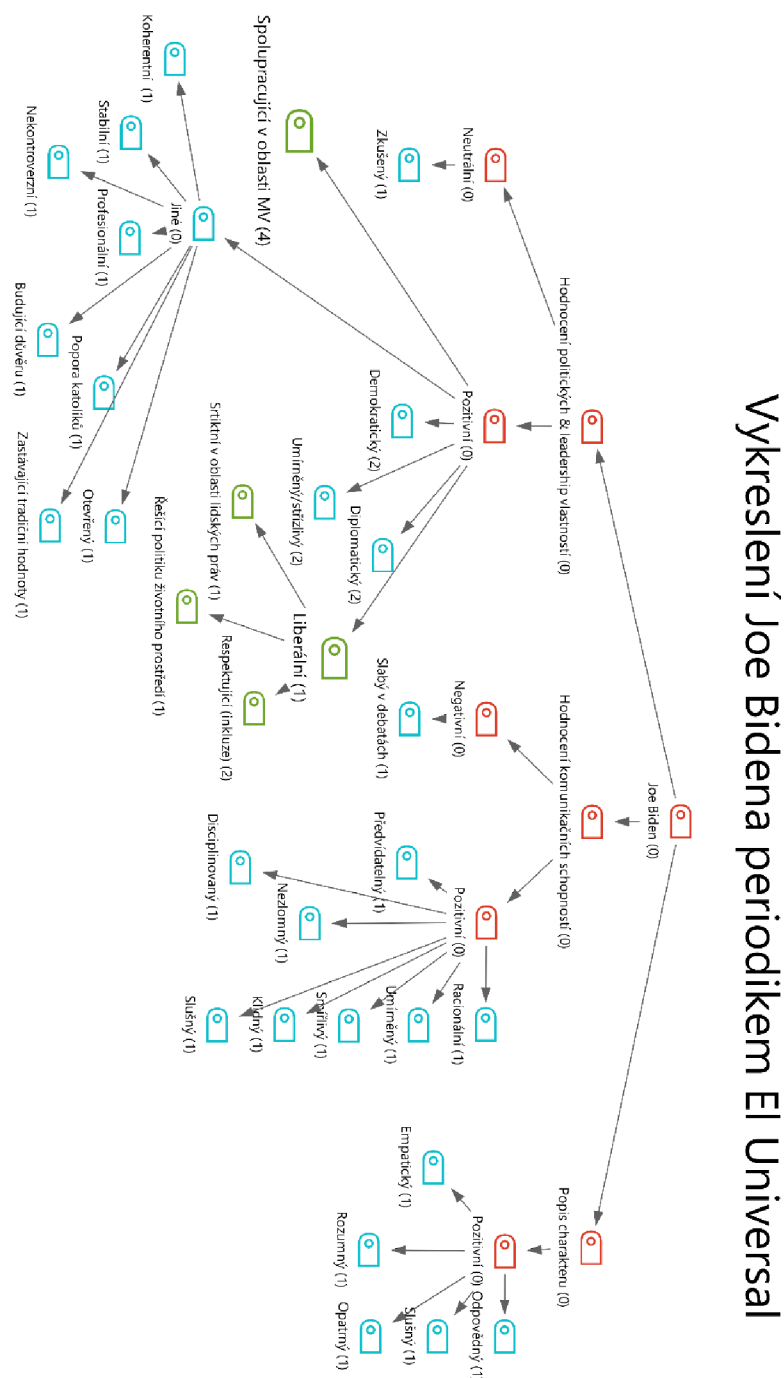 Vykreslení Joe Bidena periodikem El Universal
Joe Biden (0)
Hodnocení politických & leadership vlastností (0)
Hodnocení komunikačních schopností (0)
Popis charakteru (0)
Neutrální (0)
Pozitivní (0)
Negativní (0)
Pozitivní (0)
Pozitivní (0)
Zkušený (1)
Spolupracující v oblasti MV (4)
Jiné (0)
Demokratický (2)
Umírněný/střízlivý (2)
Diplomatický (2)
Liberální (1)
Koherentní (1)
Stabilní (1)
Nekontroverzní (1)
Profesionální (1)
Budující důvěru (1)
Popora katolíků (1)
Zastávající tradiční hodnoty (1)
Otevřený (1)
Srtiktní v oblasti lidských práv (1)
Řešící politiku životního prostředí (1)
Respektující (inkluze) (2)
Slabý v debatách (1)
Předvídatelný (1)
Disciplinovaný (1)
Nezlomný (1)
Slušný (1)
Klidný (1)
Smířlivý (1)
Umírněný (1)
Racionální (1)
Empatický (1)
Rozumný (1)
Opatrný (1)
Slušný (1)
Odpovědný (1)